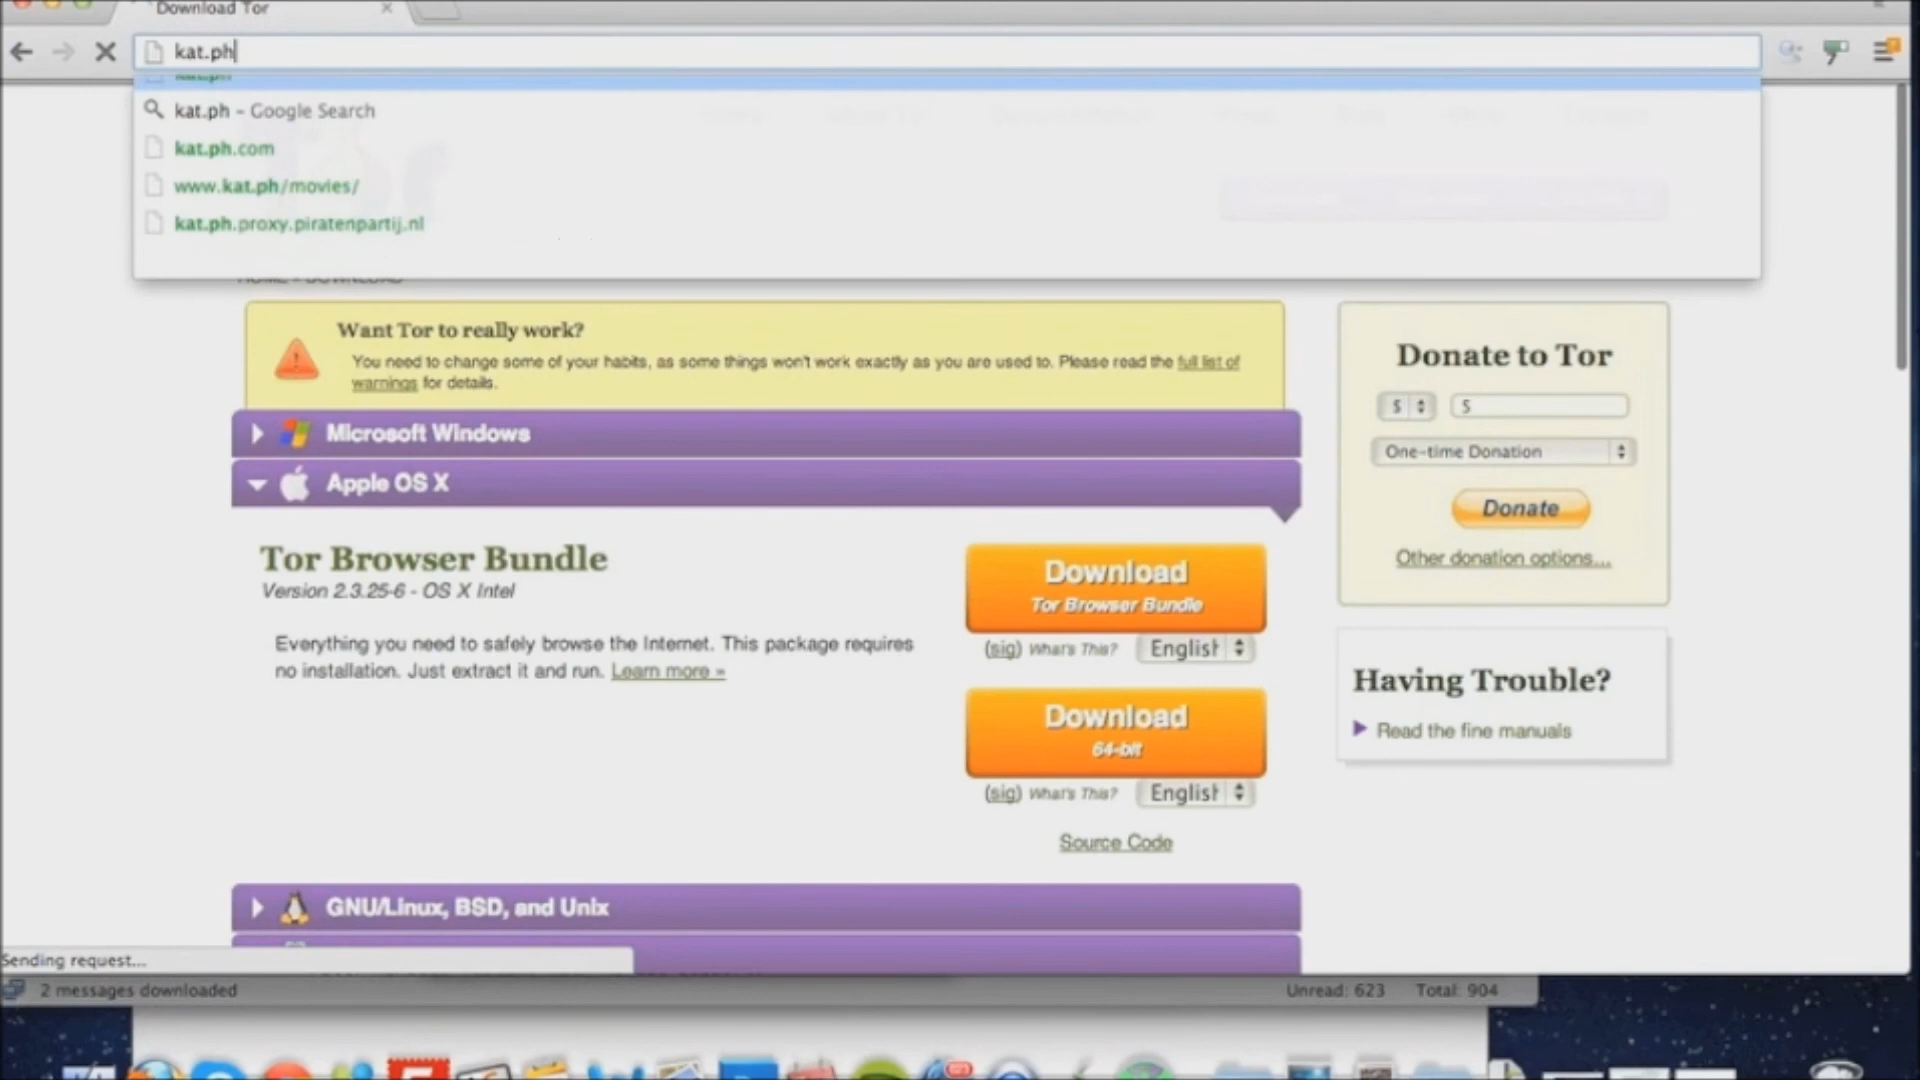 Download Tor
kat.ph
kat.ph
kat.ph – Google Search
kat.ph.com
www.kat.ph/movies/
kat.ph.proxy.piratenpartij.nl
HOME » DOWNLOAD
Want Tor to really work?
You need to change some of your habits, as some things won't work exactly as you are used to. Please read the full list of
warnings for details.
Microsoft Windows
Apple OS X
Tor Browser Bundle
Version 2.3.25-6 - OS X Intel
Everything you need to safely browse the Internet. This package requires
no installation. Just extract it and run. Learn more »
Download
Tor Browser Bundle
(sig) What's This? English
Download
64-bit
(sig) What's This? English
Source Code
GNU/Linux, BSD, and Unix
Donate to Tor
$ 5
One-time Donation
Donate
Other donation options...
Having Trouble?
Read the fine manuals
Sending request...
2 messages downloaded
Unread: 623 Total: 904